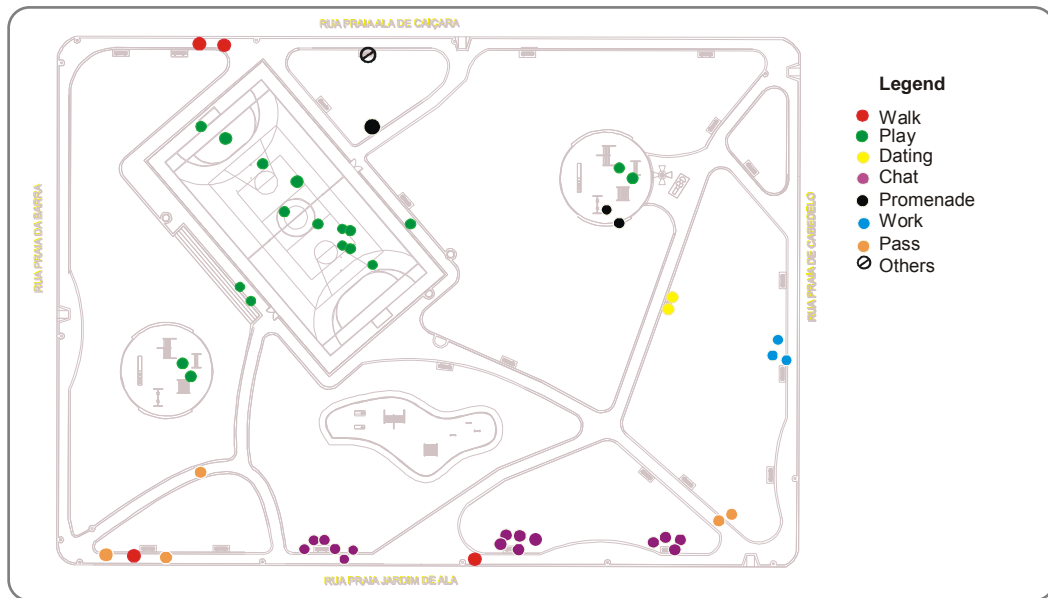 RUA PRAIA ALA DE CAIÇARA
RUA PRAIA DA BARRA
RUA PRAIA DE CABEDELO
RUA PRAIA JARDIM DE ALA
Legend
Walk
Play
Dating
Chat
Promenade
Work
Pass
Others